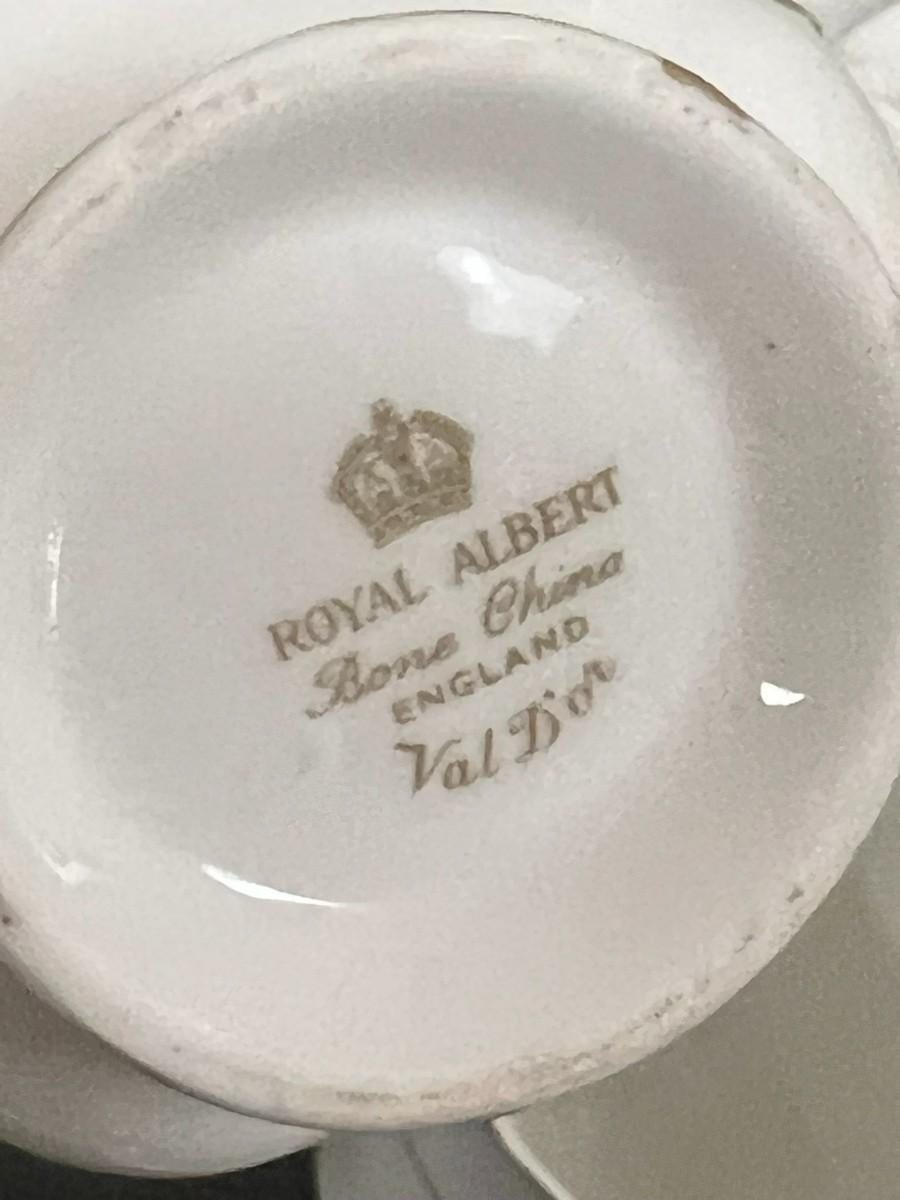 ROYAL ALBERT
Bone China
ENGLAND
Val D'or